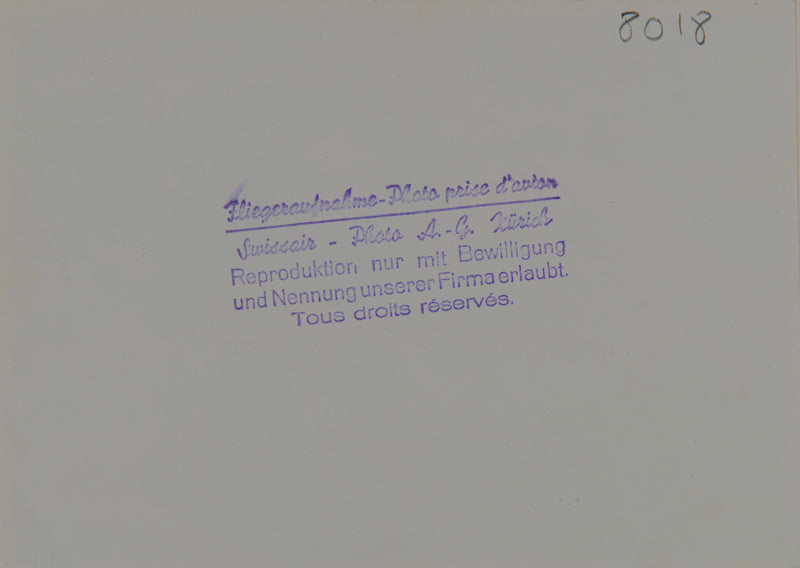 8018
Fliegeraufnahme-Photo prise d'avion
Swissair - Photo A.-G. Zürich
Reproduktion nur mit Bewilligung
und Nennung unserer Firma erlaubt.
Tous droits réservés.